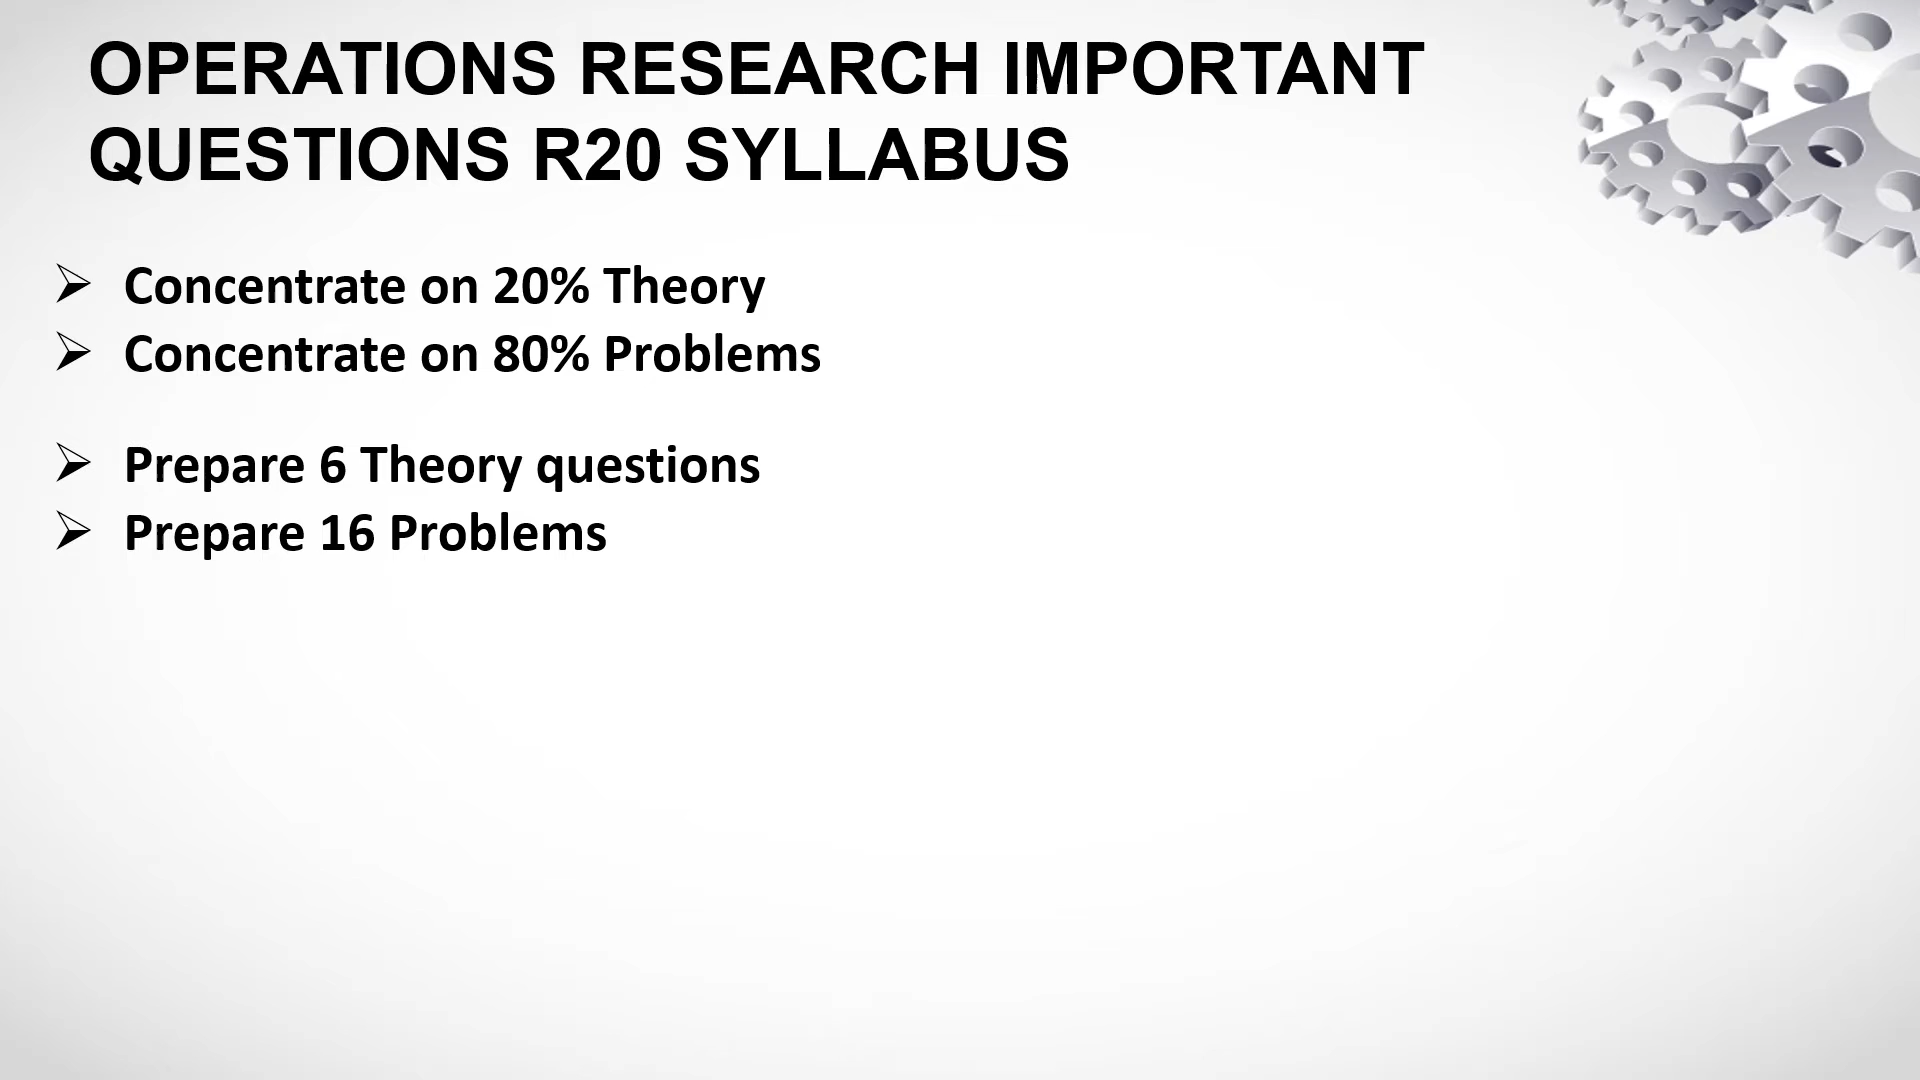 OPERATIONS RESEARCH IMPORTANT
QUESTIONS R20 SYLLABUS
➢ Concentrate on 20% Theory
➢ Concentrate on 80% Problems
➢ Prepare 6 Theory questions
➢ Prepare 16 Problems